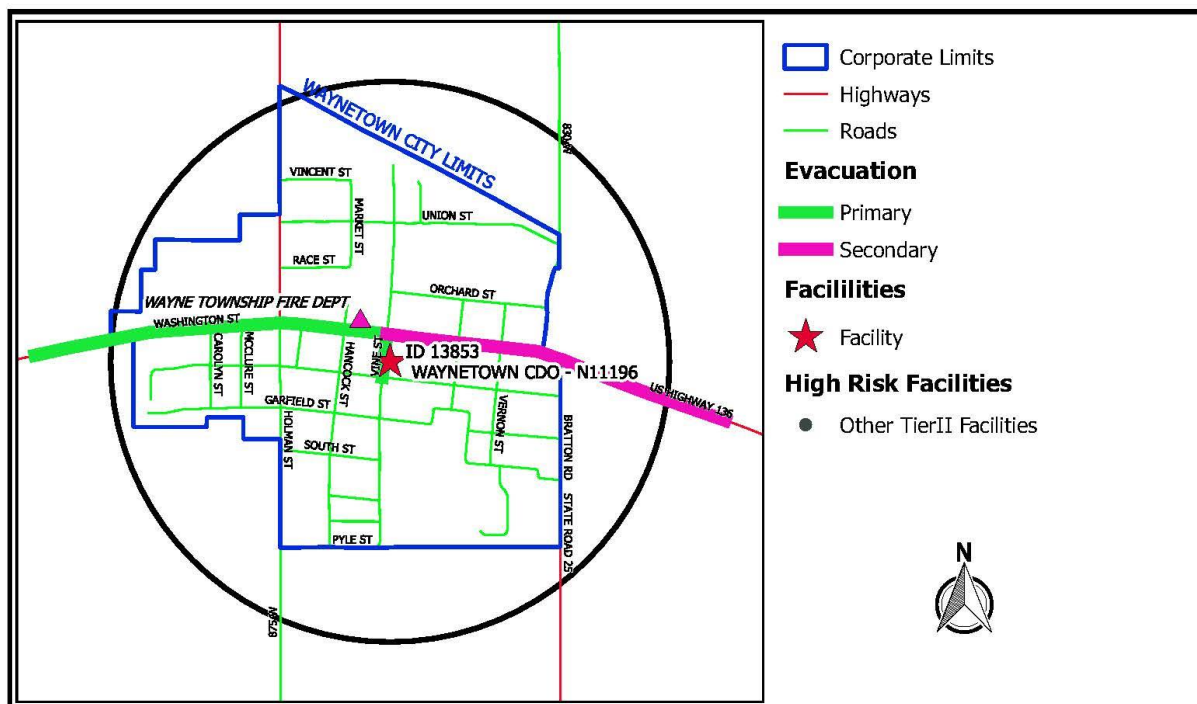 WAYNETOWN CITY LIMITS
830 W
VINCENT ST
MARKET ST
UNION ST
RACE ST
ORCHARD ST
WAYNE TOWNSHIP FIRE DEPT
WASHINGTON ST
CAROLYN ST
MCCLURE ST
HANCOCK ST
VINE ST
ID 13853
WAYNETOWN CDO - N11196
US HIGHWAY 136
GARFIELD ST
HOLMAN ST
VERNON ST
SOUTH ST
BRATTON RD
STATE ROAD 25
PYLE ST
875 W
Corporate Limits
Highways
Roads
Evacuation
Primary
Secondary
Facililities
Facility
High Risk Facilities
Other TierII Facilities
N